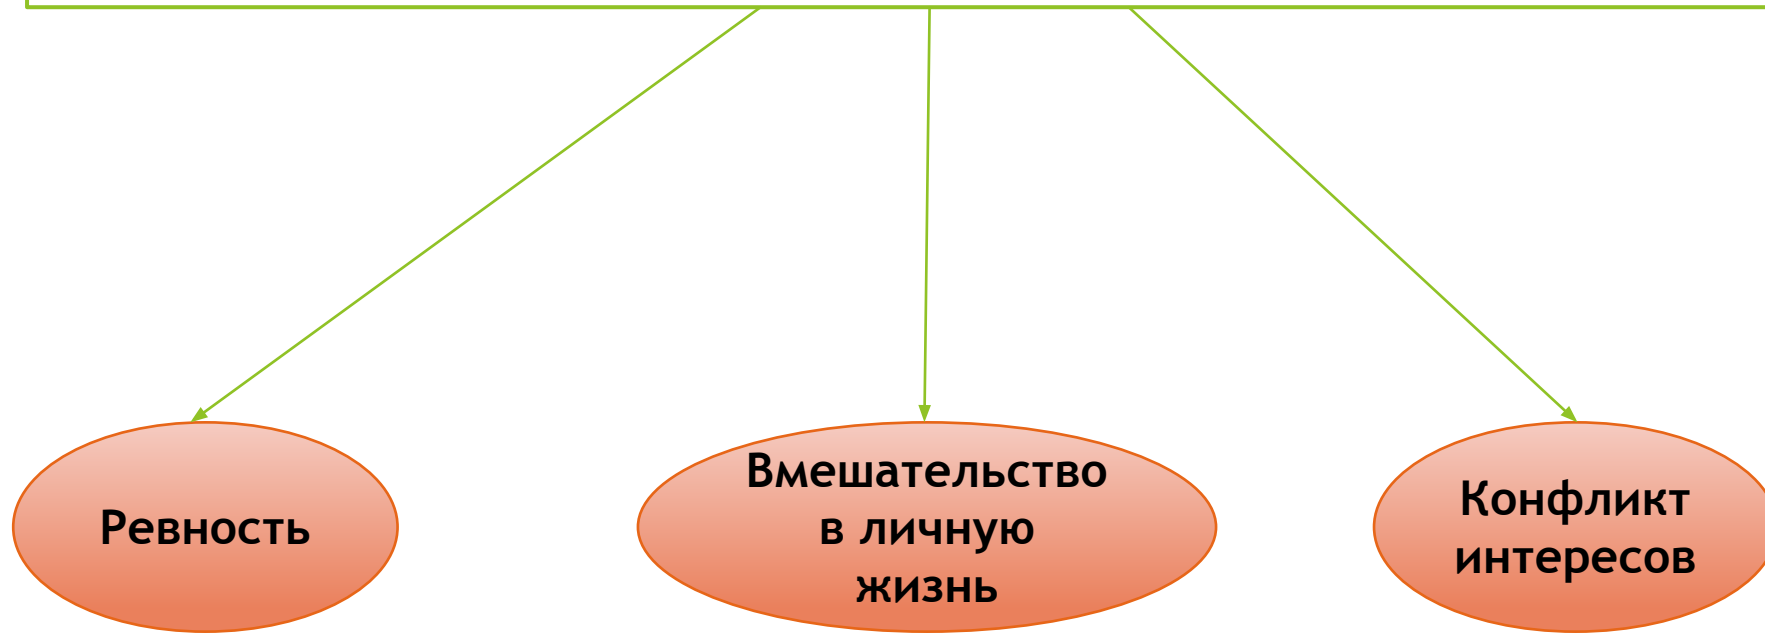 Ревность
Вмешательство
в личную
жизнь
Конфликт
интересов